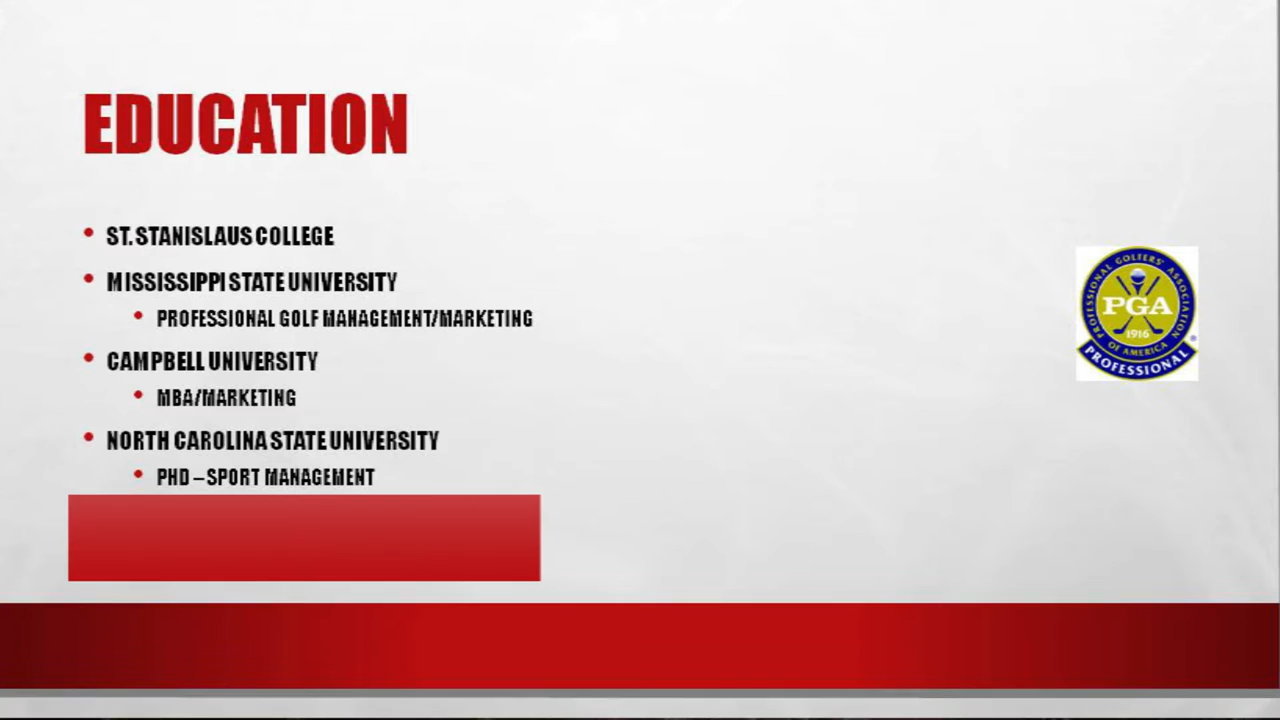 EDUCATION
ST. STANISLAUS COLLEGE
MISSISSIPPI STATE UNIVERSITY
PROFESSIONAL GOLF MANAGEMENT/MARKETING
CAMPBELL UNIVERSITY
MBA/MARKETING
NORTH CAROLINA STATE UNIVERSITY
PHD – SPORT MANAGEMENT
PROFESSIONAL GOLFERS' ASSOCIATION
PGA
1916
OF AMERICA
PROFESSIONAL
®